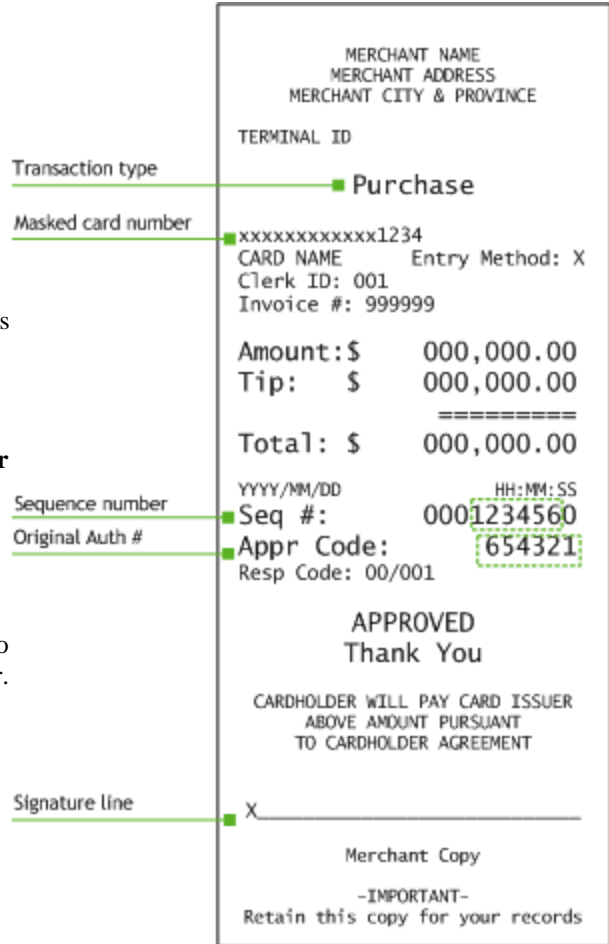 MERCHANT NAME
MERCHANT ADDRESS
MERCHANT CITY & PROVINCE
TERMINAL ID
Transaction type
Purchase
Masked card number
xxxxxxxxxxxx1234
CARD NAME Entry Method: X
Clerk ID: 001
Invoice #: 999999
s
Amount:$ 000,000.00
Tip: $ 000,000.00
=========
Total: $ 000,000.00
r
YYYY/MM/DD HH:MM:SS
Sequence number
Seq #: 0001234560
Original Auth #
Appr Code: 654321
Resp Code: 00/001
APPROVED
Thank You
o
r.
CARDHOLDER WILL PAY CARD ISSUER
ABOVE AMOUNT PURSUANT
TO CARDHOLDER AGREEMENT
Signature line
X____________________________
Merchant Copy
-IMPORTANT-
Retain this copy for your records